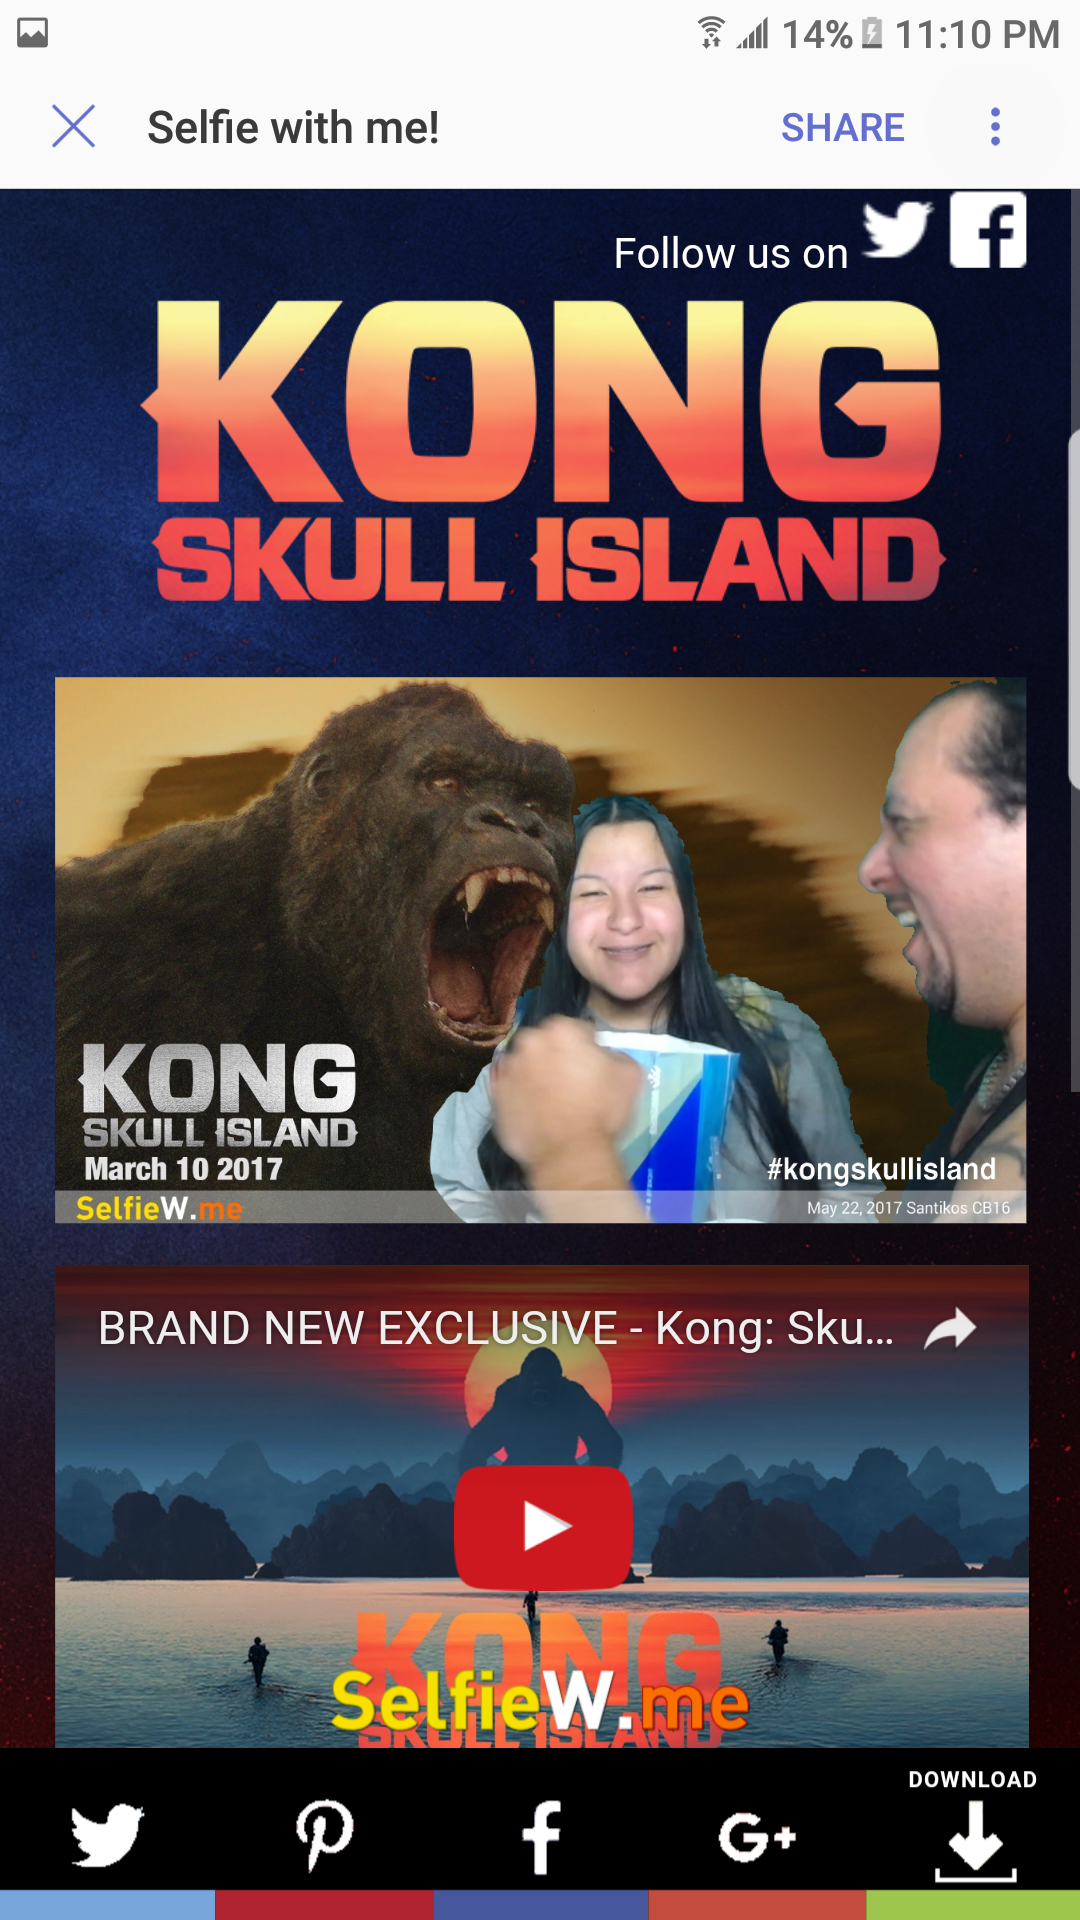 14% 11:10 PM
Selfie with me!
SHARE
Follow us on
KONG
SKULL ISLAND
KONG
SKULL ISLAND
March 10 2017
#kongskullisland
SelfieW.me
May 22, 2017 Santikos CB16
BRAND NEW EXCLUSIVE - Kong: Sku...
KONG
SelfieW.me
SKULL ISLAND
DOWNLOAD
G+